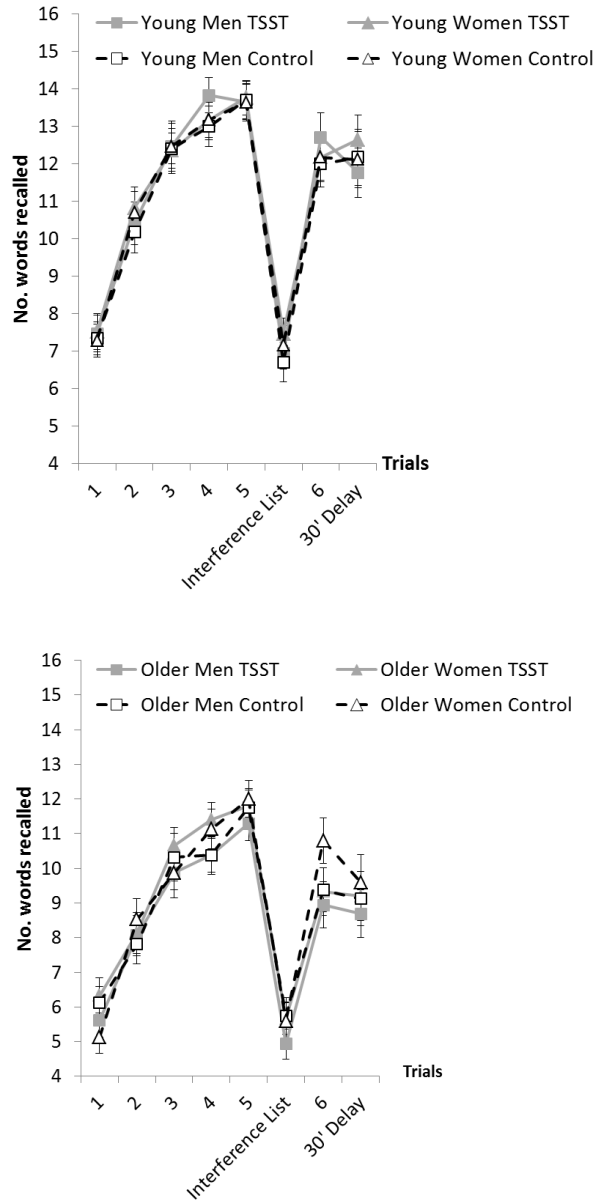 16
15
14
13
12
11
10
9
8
7
6
5
4
No. words recalled
Young Men TSST
Young Women TSST
Young Men Control
Young Women Control
1
2
3
4
5
Interference List
6
30' Delay
Trials
16
15
14
13
12
11
10
9
8
7
6
5
4
No. words recalled
Older Men TSST
Older Women TSST
Older Men Control
Older Women Control
1
2
3
4
5
Interference List
6
30' Delay
Trials